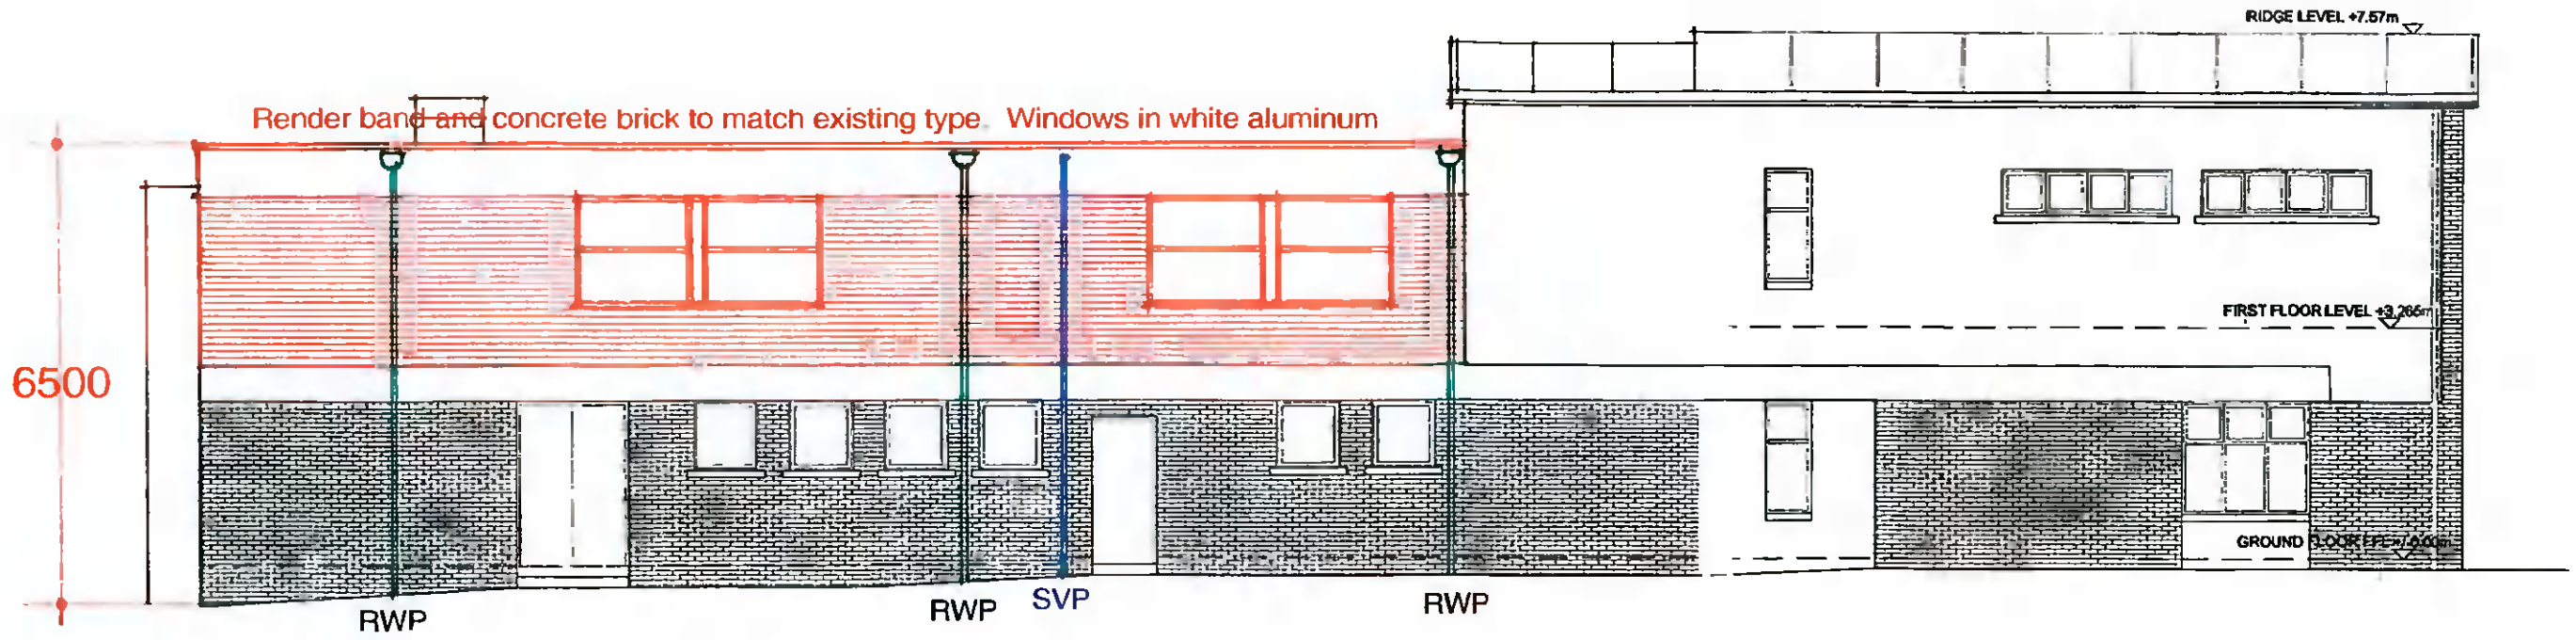 RIDGE LEVEL +7.57m
Render band and concrete brick to match existing type. Windows in white aluminum
FIRST FLOOR LEVEL +3.265m
6500
GROUND FLOOR FFL +/-0.00m
RWP
RWP
SVP
RWP